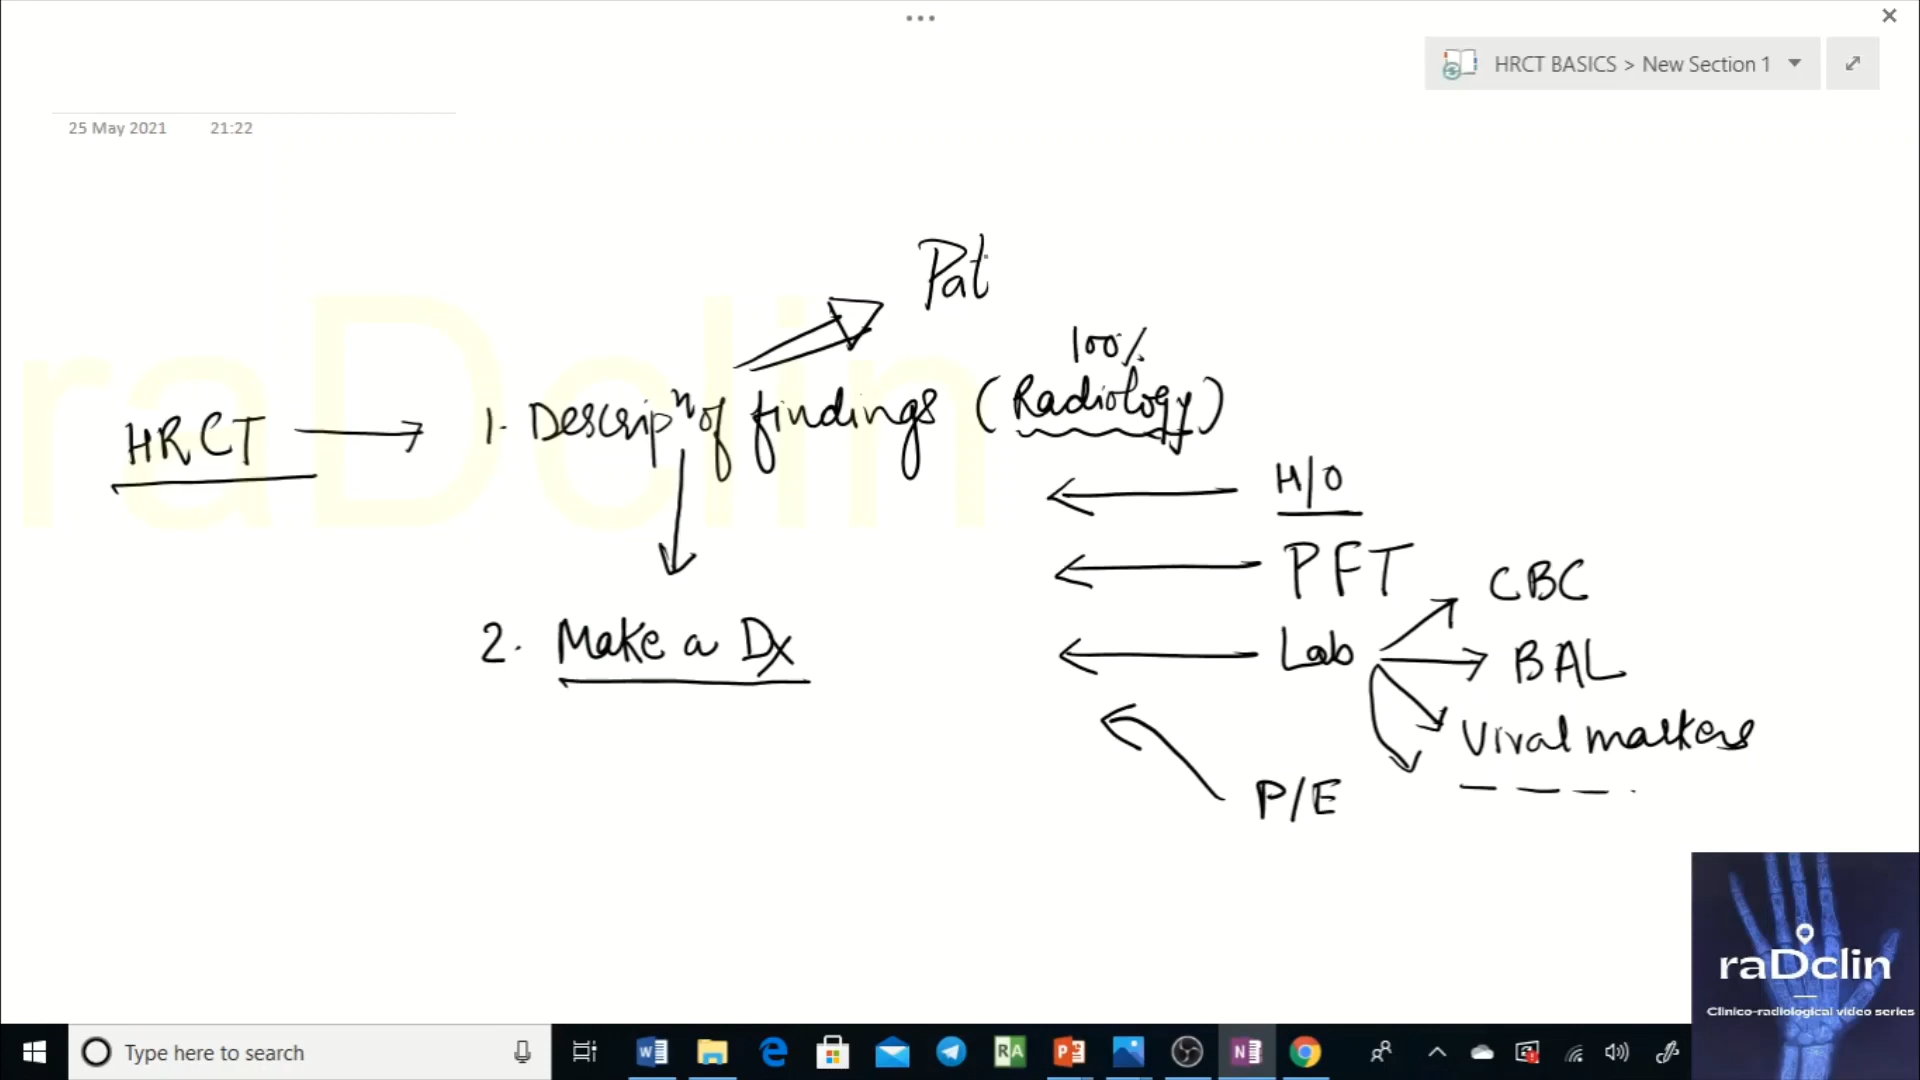 HRCT BASICS > New Section 1
25 May 2021 21:22
Pat
100%
HRCT → 1. Descripⁿ of findings (Radiology)
H/O
PFT
CBC
2. Make a Dx
Lab
BAL
Viral markers
P/E
raDclin
raDclin
Clinico-radiological video series
Type here to search